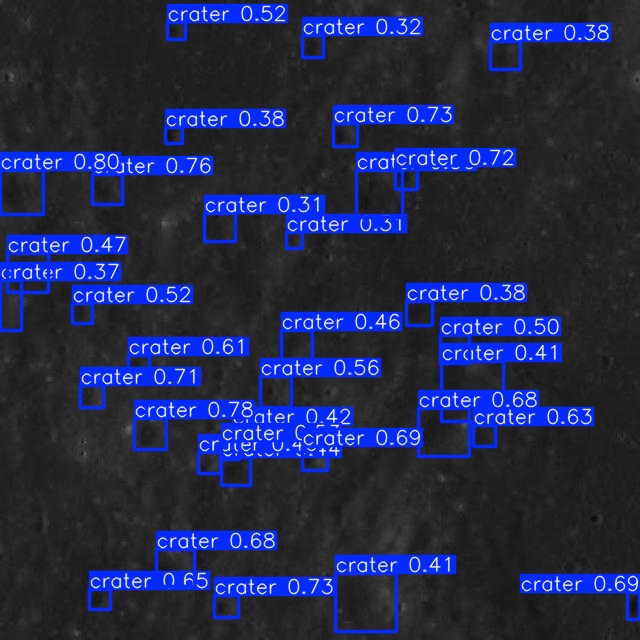 crater 0.52
crater 0.32
crater 0.38
crater 0.38
crater 0.73
crater 0.80
crater 0.76
crater 0.72
crater 0.31
crater 0.31
crater 0.47
crater 0.37
crater 0.52
crater 0.38
crater 0.46
crater 0.50
crater 0.61
crater 0.41
crater 0.56
crater 0.71
crater 0.68
crater 0.78
crater 0.42
crater 0.63
crater
crater 0.69
crater 0.68
crater 0.41
crater 0.65
crater 0.73
crater 0.69